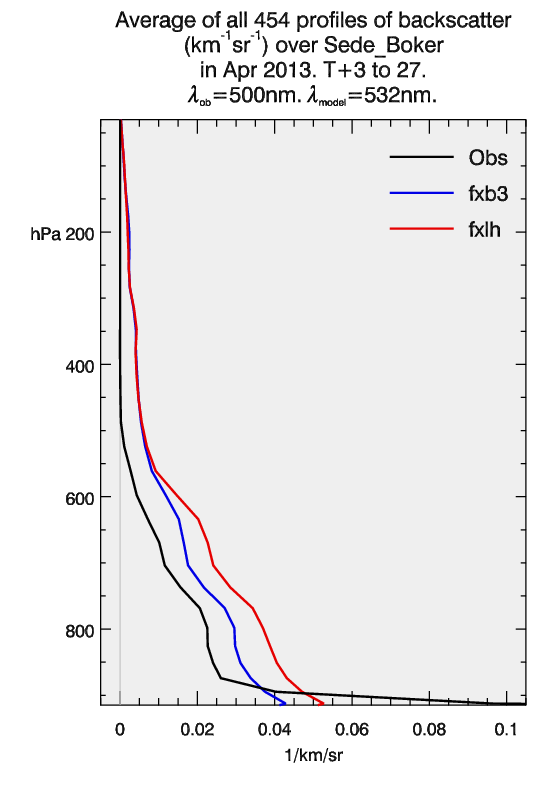 Average of all 454 profiles of backscatter
(km⁻¹sr⁻¹) over Sede_Boker
in Apr 2013. T+3 to 27.
λob=500nm. λmodel=532nm.
Obs
fxb3
fxlh
hPa 200
400
600
800
0 0.02 0.04 0.06 0.08 0.1
1/km/sr